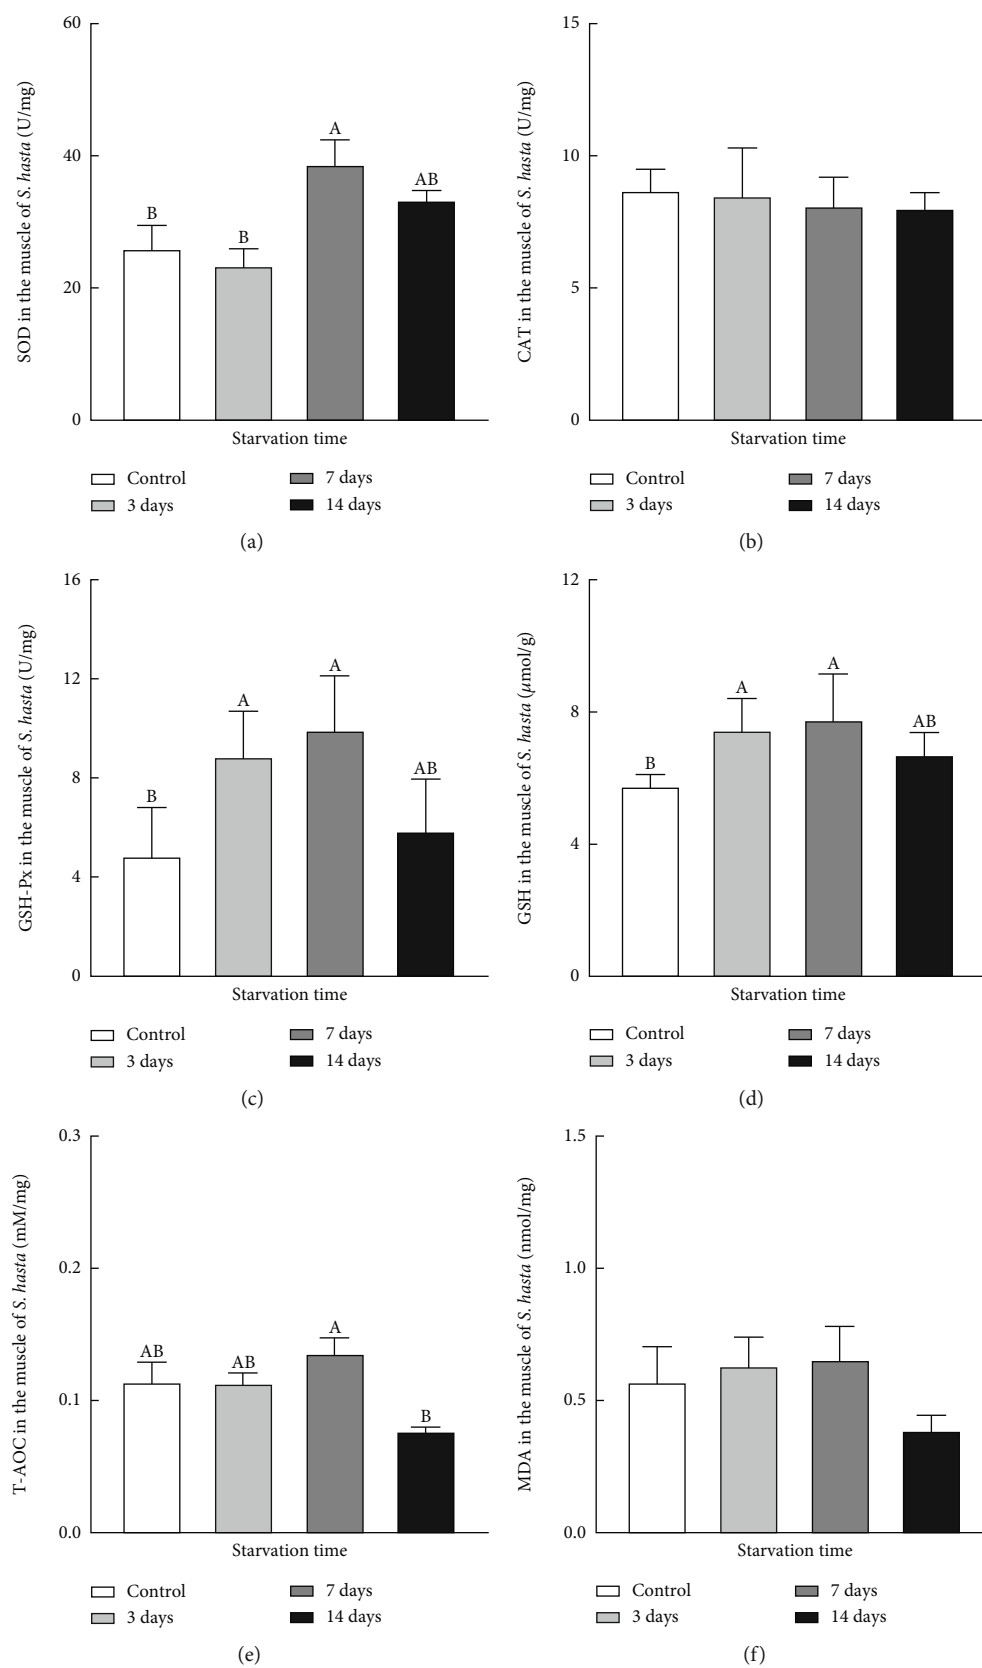 SOD in the muscle of S. hasta (U/mg)
60
40
20
0
B
B
A
AB
Starvation time
Control
7 days
3 days
14 days
(a)
CAT in the muscle of S. hasta (U/mg)
15
10
5
0
Starvation time
Control
7 days
3 days
14 days
(b)
GSH-Px in the muscle of S. hasta (U/mg)
16
12
8
4
0
B
A
A
AB
Starvation time
Control
7 days
3 days
14 days
(c)
GSH in the muscle of S. hasta (µmol/g)
12
8
4
0
B
A
A
AB
Starvation time
Control
7 days
3 days
14 days
(d)
T-AOC in the muscle of S. hasta (mM/mg)
0.3
0.2
0.1
0.0
AB
AB
A
B
Starvation time
Control
7 days
3 days
14 days
(e)
MDA in the muscle of S. hasta (nmol/mg)
1.5
1.0
0.5
0.0
Starvation time
Control
7 days
3 days
14 days
(f)